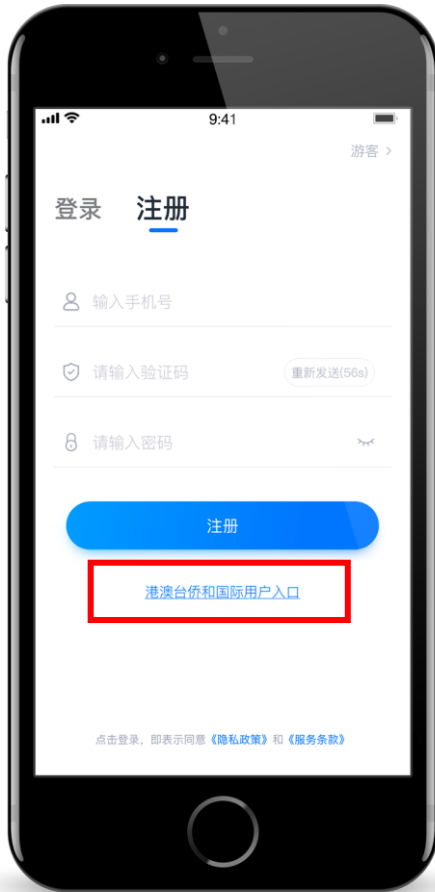 9:41
游客 >
登录 注册
输入手机号
请输入验证码 重新发送(56s)
请输入密码
注册
港澳台侨和国际用户入口
点击登录，即表示同意《隐私政策》和《服务条款》